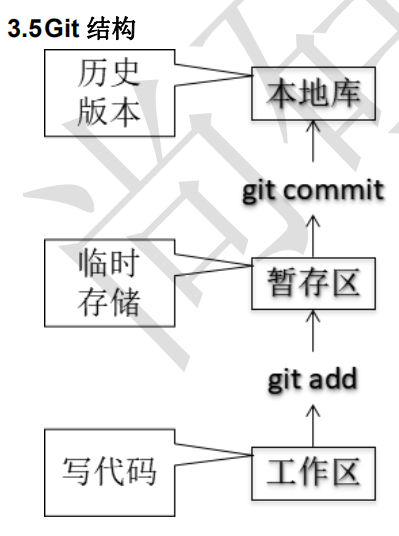 3.5Git 结构
历史
版本
本地库
git commit
临时
存储
暂存区
git add
写代码
工作区